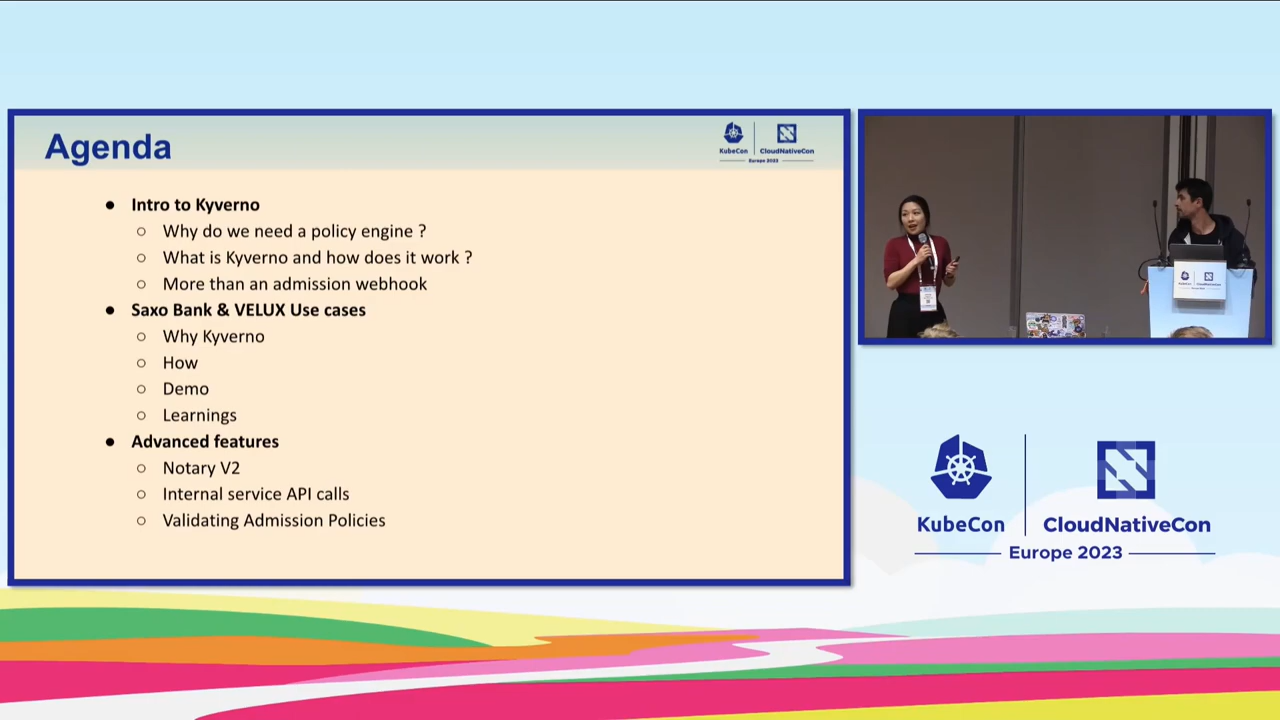 Agenda
KubeCon
CloudNativeCon
Europe 2023
● Intro to Kyverno
○ Why do we need a policy engine ?
○ What is Kyverno and how does it work ?
○ More than an admission webhook
● Saxo Bank & VELUX Use cases
○ Why Kyverno
○ How
○ Demo
○ Learnings
● Advanced features
○ Notary V2
○ Internal service API calls
○ Validating Admission Policies
KubeCon
CloudNativeCon
Europe 2023